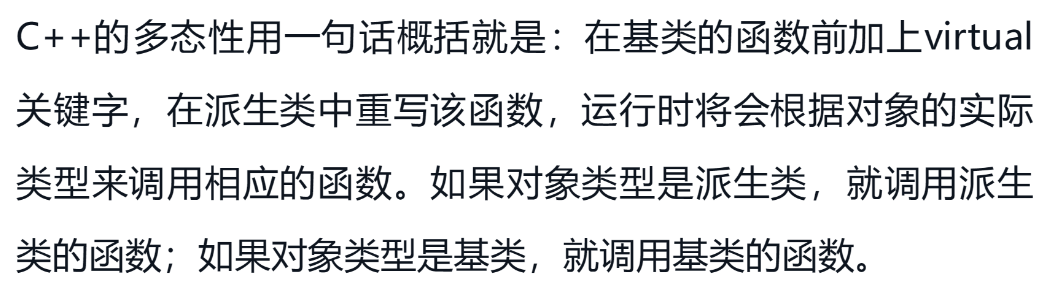 C++的多态性用一句话概括就是：在基类的函数前加上virtual
关键字，在派生类中重写该函数，运行时将会根据对象的实际
类型来调用相应的函数。如果对象类型是派生类，就调用派生
类的函数；如果对象类型是基类，就调用基类的函数。